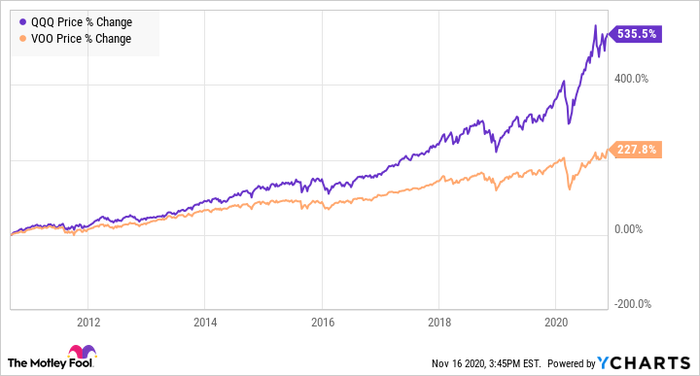 QQQ Price % Change
VOO Price % Change
535.5%
400.0%
227.8%
0.00%
-200.0%
2012 2014 2016 2018 2020
The Motley Fool.
Nov 16 2020, 3:45PM EST. Powered by YCHARTS